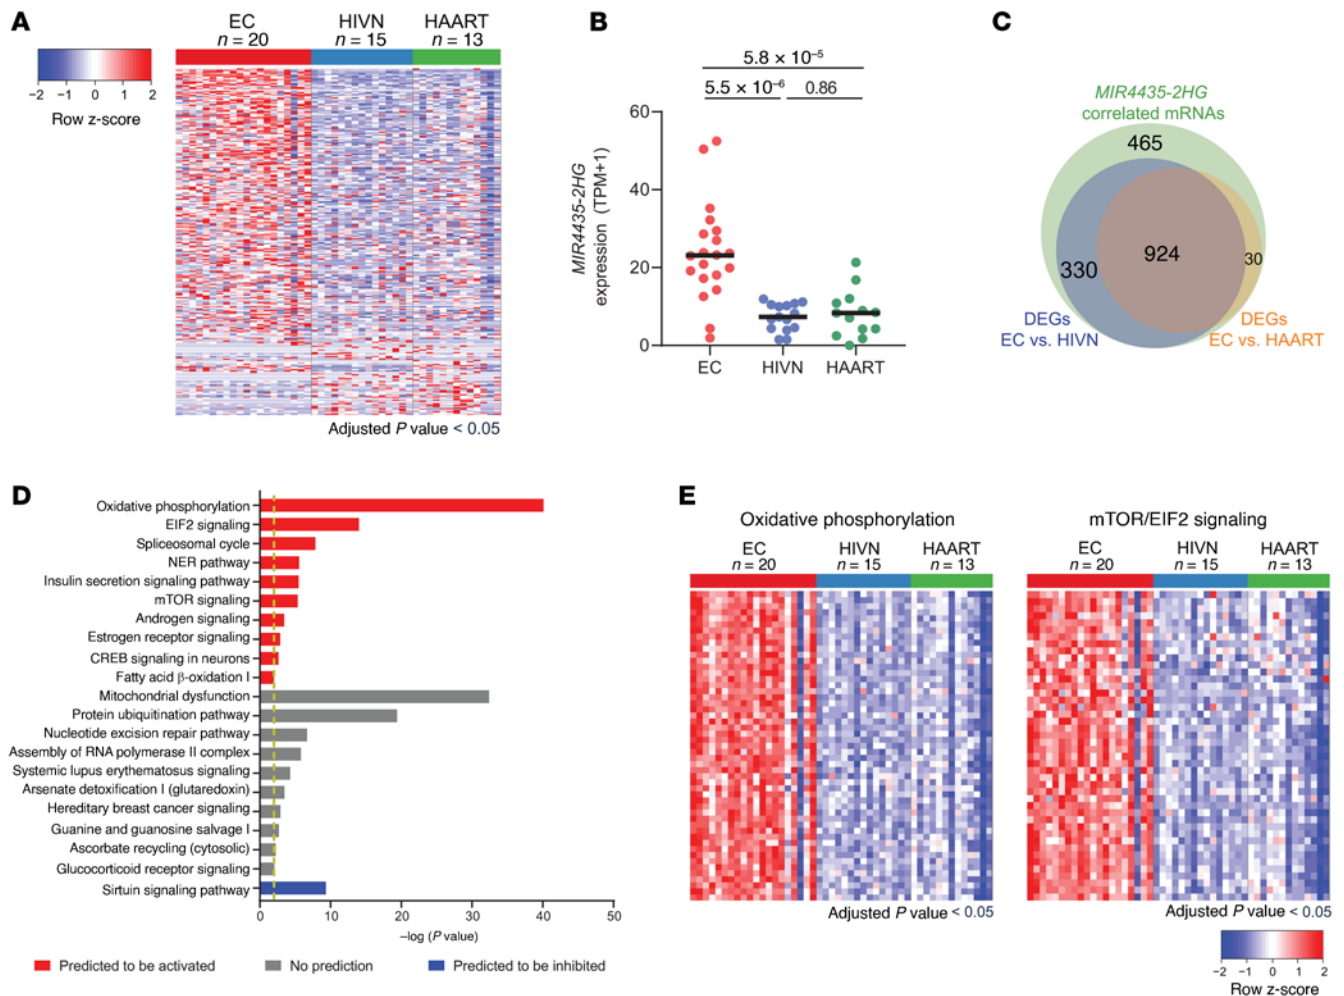 A
EC
n = 20
HIVN
n = 15
HAART
n = 13
−2 −1 0 1 2
Row z-score
Adjusted P value < 0.05
B
5.8 × 10⁻⁵
5.5 × 10⁻⁶
0.86
MIR4435-2HG
expression (TPM+1)
60
40
20
0
EC
HIVN
HAART
C
MIR4435-2HG
correlated mRNAs
465
330
924
30
DEGs
EC vs. HIVN
DEGs
EC vs. HAART
D
Oxidative phosphorylation
EIF2 signaling
Spliceosomal cycle
NER pathway
Insulin secretion signaling pathway
mTOR signaling
Androgen signaling
Estrogen receptor signaling
CREB signaling in neurons
Fatty acid β-oxidation I
Mitochondrial dysfunction
Protein ubiquitination pathway
Nucleotide excision repair pathway
Assembly of RNA polymerase II complex
Systemic lupus erythematosus signaling
Arsenate detoxification I (glutaredoxin)
Hereditary breast cancer signaling
Guanine and guanosine salvage I
Ascorbate recycling (cytosolic)
Glucocorticoid receptor signaling
Sirtuin signaling pathway
0 10 20 30 40 50
−log (P value)
Predicted to be activated
No prediction
Predicted to be inhibited
E
Oxidative phosphorylation
EC
n = 20
HIVN
n = 15
HAART
n = 13
Adjusted P value < 0.05
mTOR/EIF2 signaling
EC
n = 20
HIVN
n = 15
HAART
n = 13
Adjusted P value < 0.05
−2 −1 0 1 2
Row z-score